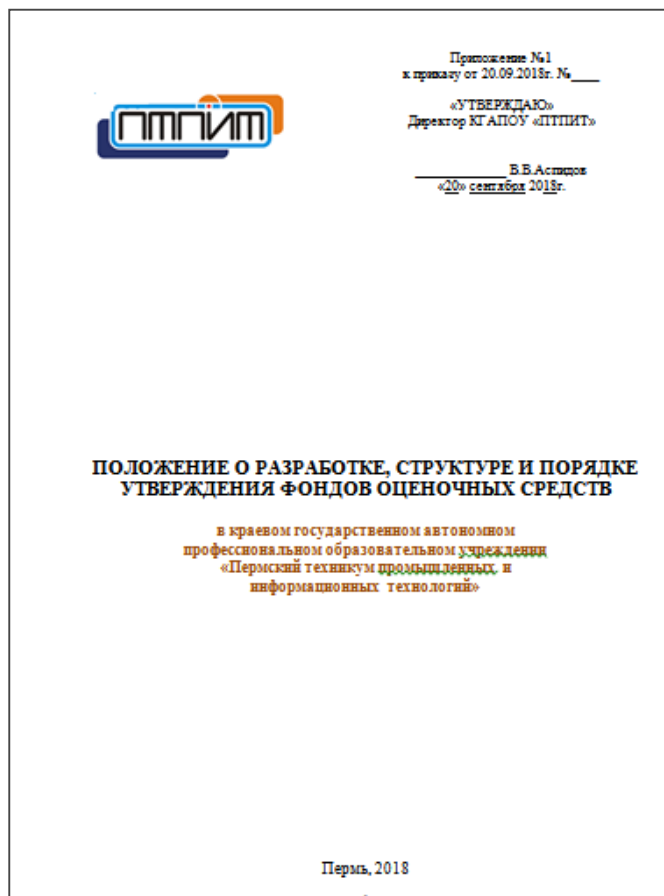 Приложение №1
к приказу от 20.09.2018г. №____
«УТВЕРЖДАЮ»
Директор КГАПОУ «ПТПИТ»
____________ В.В.Аспидов
«20» сентября 2018г.
ПТПИТ
ПОЛОЖЕНИЕ О РАЗРАБОТКЕ, СТРУКТУРЕ И ПОРЯДКЕ
УТВЕРЖДЕНИЯ ФОНДОВ ОЦЕНОЧНЫХ СРЕДСТВ
в краевом государственном автономном
профессиональном образовательном учреждении
«Пермский техникум промышленных и
информационных технологий»
Пермь, 2018